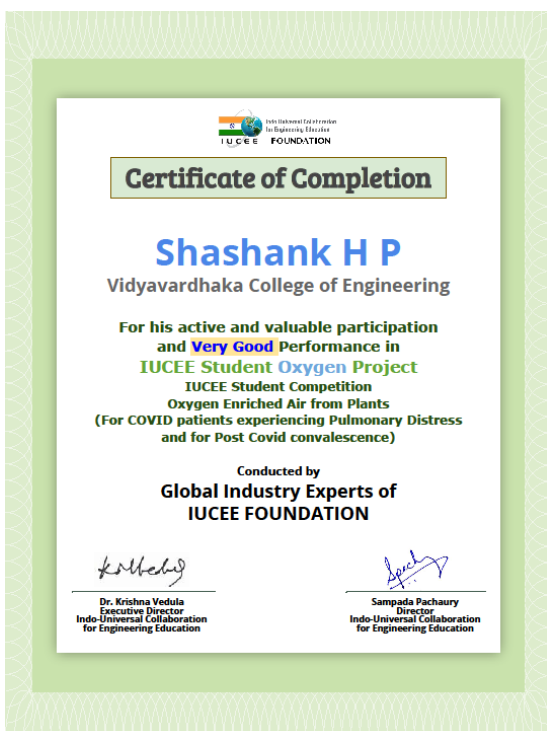 Indo Universal Collaboration
for Engineering Education
&
IUCEE FOUNDATION
Certificate of Completion
Shashank H P
Vidyavardhaka College of Engineering
For his active and valuable participation
and Very Good Performance in
IUCEE Student Oxygen Project
IUCEE Student Competition
Oxygen Enriched Air from Plants
(For COVID patients experiencing Pulmonary Distress
and for Post Covid convalescence)
Conducted by
Global Industry Experts of
IUCEE FOUNDATION
Dr. Krishna Vedula
Executive Director
Indo-Universal Collaboration
for Engineering Education
Sampada Pachaury
Director
Indo-Universal Collaboration
for Engineering Education